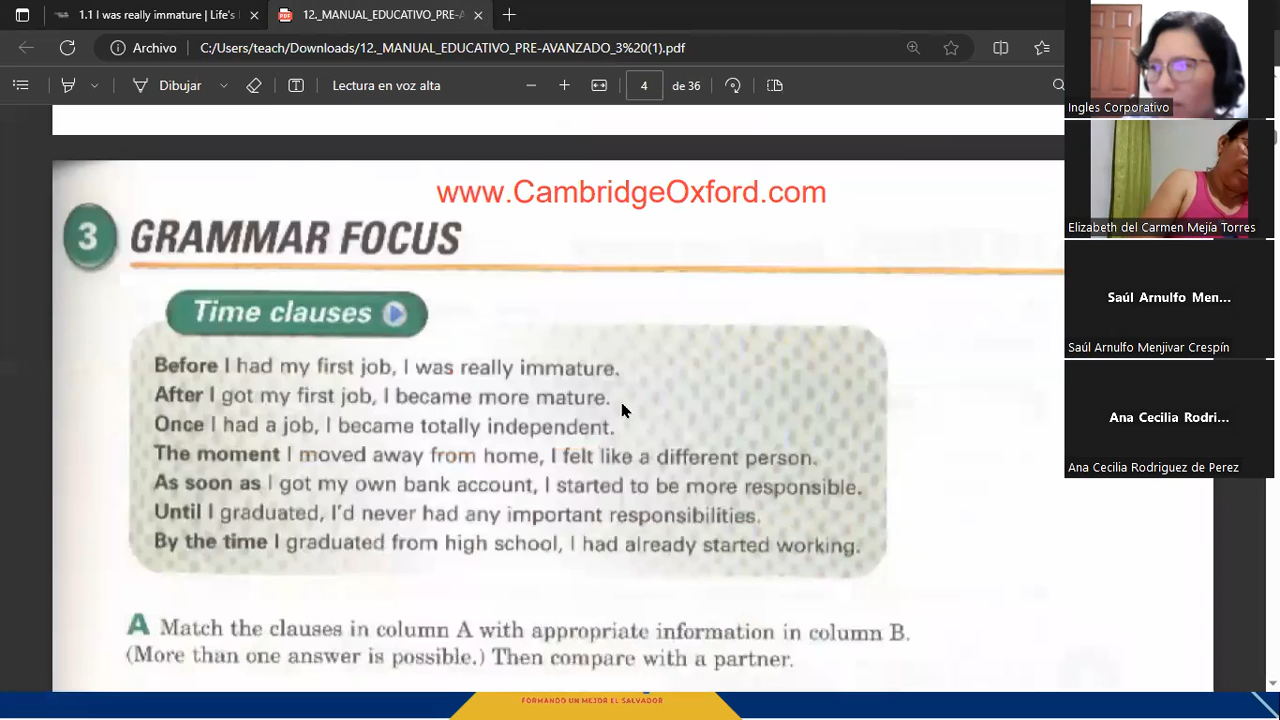 1.1 I was really immature | Life's
12._MANUAL_EDUCATIVO_PRE-A
Archivo
C:/Users/teach/Downloads/12._MANUAL_EDUCATIVO_PRE-AVANZADO_3%20(1).pdf
Dibujar
Lectura en voz alta
4
de 36
www.CambridgeOxford.com
3 GRAMMAR FOCUS
Time clauses
Before I had my first job, I was really immature.
After I got my first job, I became more mature.
Once I had a job, I became totally independent.
The moment I moved away from home, I felt like a different person.
As soon as I got my own bank account, I started to be more responsible.
Until I graduated, I'd never had any important responsibilities.
By the time I graduated from high school, I had already started working.
A Match the clauses in column A with appropriate information in column B.
(More than one answer is possible.) Then compare with a partner.
FORMANDO UN MEJOR EL SALVADOR
Ingles Corporativo
Elizabeth del Carmen Mejía Torres
Saúl Arnulfo Men...
Saúl Arnulfo Menjivar Crespín
Ana Cecilia Rodri...
Ana Cecilia Rodriguez de Perez